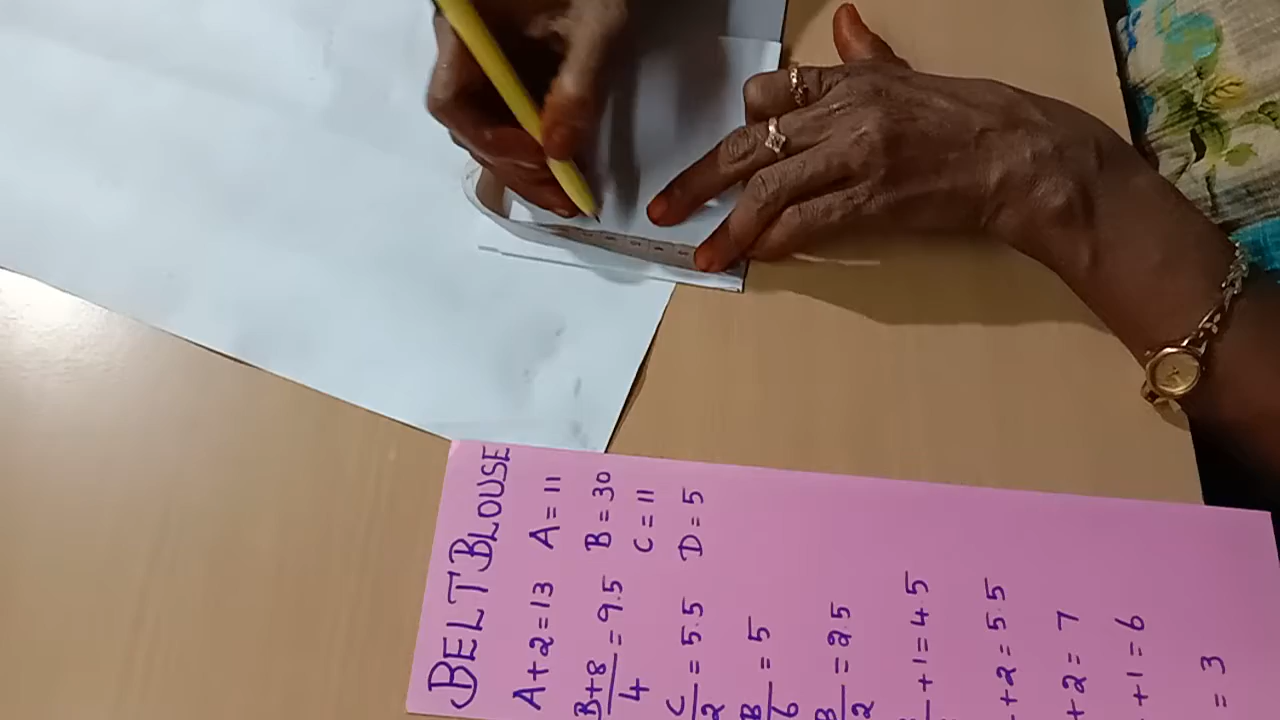 BELT BLOUSE
A+2=13 A=11
B+8/4 = 9.5 B=30
C=11
C/2 = 5.5 D=5
B/6 = 5
B/2 = 2.5
+1=4.5
+2=5.5
+2=7
+1=6
=3